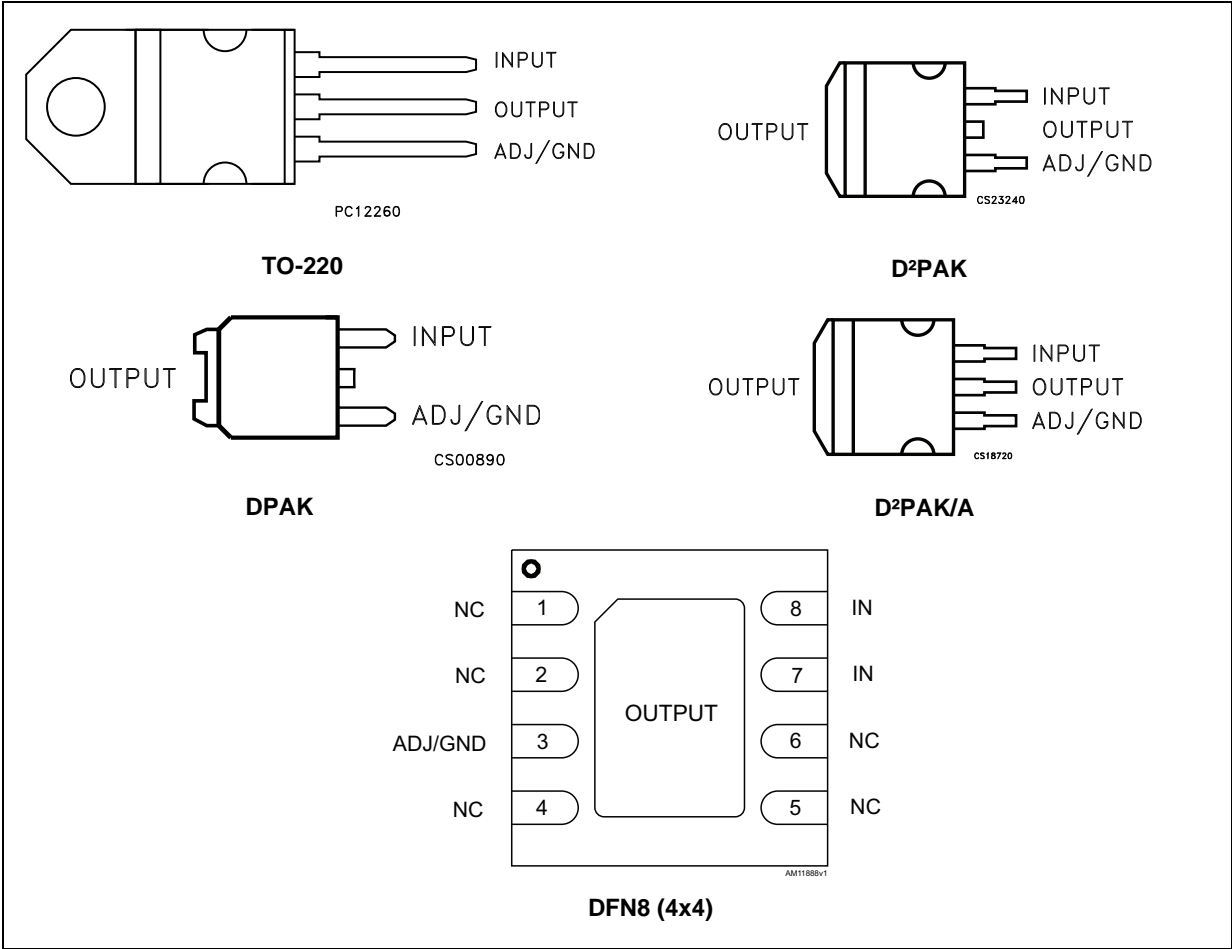 INPUT
OUTPUT
ADJ/GND
PC12260
TO-220
OUTPUT
INPUT
OUTPUT
ADJ/GND
CS23240
D²PAK
OUTPUT
INPUT
ADJ/GND
CS00890
DPAK
OUTPUT
INPUT
OUTPUT
ADJ/GND
CS18720
D²PAK/A
NC 1 8 IN
NC 2 7 IN
OUTPUT
ADJ/GND 3 6 NC
NC 4 5 NC
AM11888v1
DFN8 (4x4)